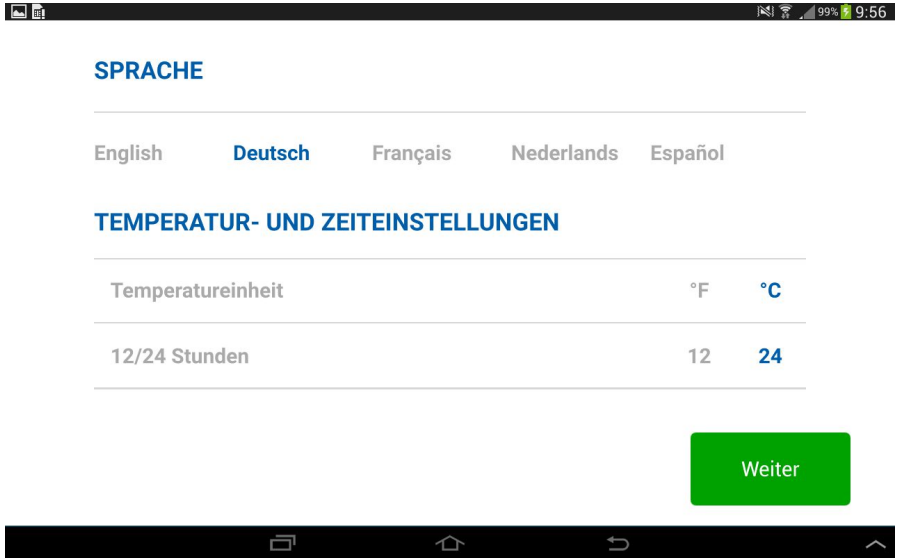 99% 9:56
SPRACHE
English Deutsch Français Nederlands Español
TEMPERATUR- UND ZEITEINSTELLUNGEN
Temperatureinheit °F °C
12/24 Stunden 12 24
Weiter